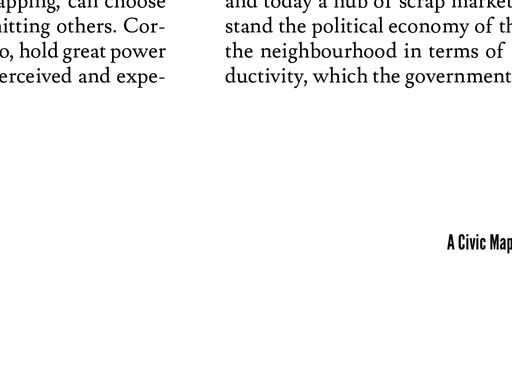 apping, can choose
itting others. Cor-
o, hold great power
erceived and expe-
and today a hub of scrap market
stand the political economy of th
the neighbourhood in terms of
ductivity, which the government
A Civic Map